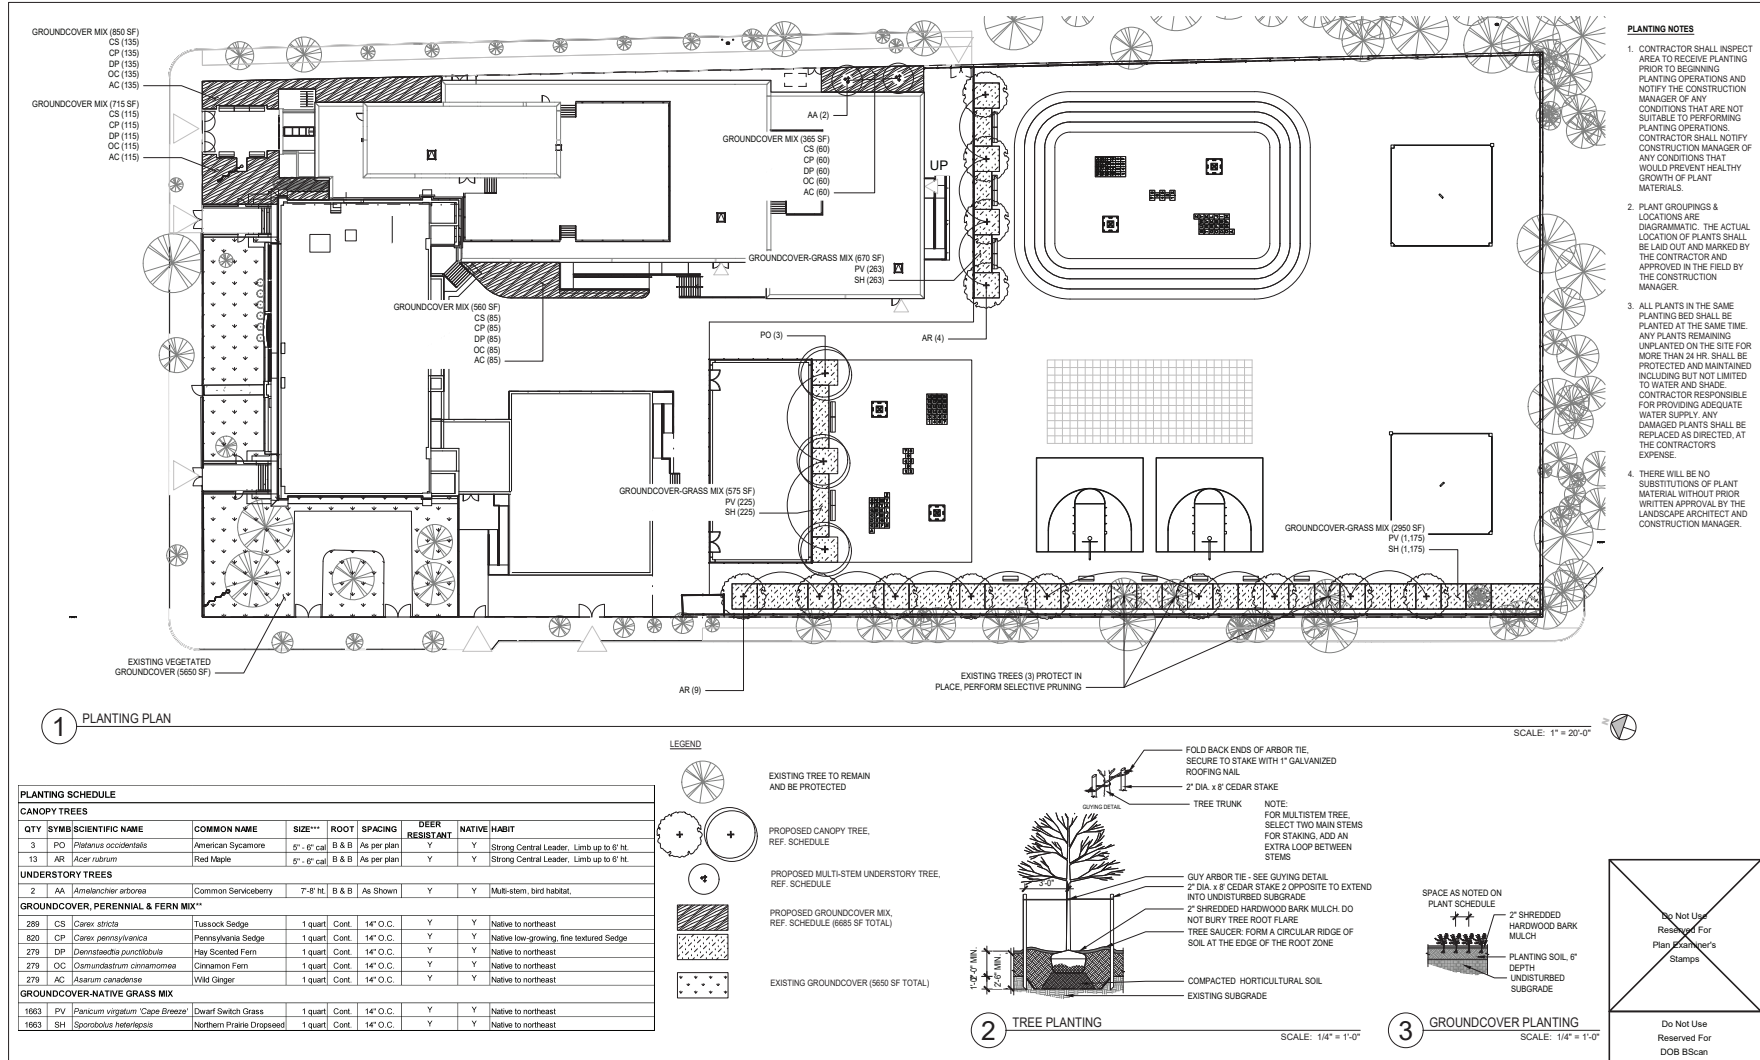 GROUNDCOVER MIX (850 SF)
CS (135)
CP (135)
DP (135)
OC (135)
AC (135)
GROUNDCOVER MIX (715 SF)
CS (115)
CP (115)
DP (115)
OC (115)
AC (115)
AA (2)
GROUNDCOVER MIX (365 SF)
CS (60)
CP (60)
DP (60)
OC (60)
AC (60)
UP
GROUNDCOVER-GRASS MIX (670 SF)
PV (263)
SH (263)
GROUNDCOVER MIX (560 SF)
CS (85)
CP (85)
DP (85)
OC (85)
AC (85)
PO (3)
AR (4)
GROUNDCOVER-GRASS MIX (575 SF)
PV (225)
SH (225)
GROUNDCOVER-GRASS MIX (2950 SF)
PV (1,175)
SH (1,175)
EXISTING VEGETATED
GROUNDCOVER (5650 SF)
AR (9)
EXISTING TREES (3) PROTECT IN
PLACE, PERFORM SELECTIVE PRUNING
PLANTING NOTES
1. CONTRACTOR SHALL INSPECT
AREA TO RECEIVE PLANTING
PRIOR TO BEGINNING
PLANTING OPERATIONS AND
NOTIFY THE CONSTRUCTION
MANAGER OF ANY
CONDITIONS THAT ARE NOT
SUITABLE TO PERFORMING
PLANTING OPERATIONS.
CONTRACTOR SHALL NOTIFY
CONSTRUCTION MANAGER OF
ANY CONDITIONS THAT
WOULD PREVENT HEALTHY
GROWTH OF PLANT
MATERIALS.
2. PLANT GROUPINGS &
LOCATIONS ARE
DIAGRAMMATIC. THE ACTUAL
LOCATION OF PLANTS SHALL
BE LAID OUT AND MARKED BY
THE CONTRACTOR AND
APPROVED IN THE FIELD BY
THE CONSTRUCTION
MANAGER.
3. ALL PLANTS IN THE SAME
PLANTING BED SHALL BE
PLANTED AT THE SAME TIME.
ANY PLANTS REMAINING
UNPLANTED ON THE SITE FOR
MORE THAN 24 HR. SHALL BE
PROTECTED AND MAINTAINED
INCLUDING BUT NOT LIMITED
TO WATER AND SHADE.
CONTRACTOR RESPONSIBLE
FOR PROVIDING ADEQUATE
WATER SUPPLY. ANY
DAMAGED PLANTS SHALL BE
REPLACED AS DIRECTED, AT
THE CONTRACTOR'S
EXPENSE.
4. THERE WILL BE NO
SUBSTITUTIONS OF PLANT
MATERIAL WITHOUT PRIOR
WRITTEN APPROVAL BY THE
LANDSCAPE ARCHITECT AND
CONSTRUCTION MANAGER.
1 PLANTING PLAN
SCALE: 1" = 20'-0"
N
PLANTING SCHEDULE
CANOPY TREES
QTY SYMB SCIENTIFIC NAME COMMON NAME SIZE*** ROOT SPACING DEER RESISTANT NATIVE HABIT
3 PO Platanus occidentalis American Sycamore 5" - 6" cal B & B As per plan Y Y Strong Central Leader, Limb up to 6' ht.
13 AR Acer rubrum Red Maple 5" - 6" cal B & B As per plan Y Y Strong Central Leader, Limb up to 6' ht.
UNDERSTORY TREES
2 AA Amelanchier arborea Common Serviceberry 7'-8' ht. B & B As Shown Y Y Multi-stem, bird habitat,
GROUNDCOVER, PERENNIAL & FERN MIX**
289 CS Carex stricta Tussock Sedge 1 quart Cont. 14" O.C. Y Y Native to northeast
820 CP Carex pennsylvanica Pennsylvania Sedge 1 quart Cont. 14" O.C. Y Y Native low-growing, fine textured Sedge
279 DP Dennstaedtia punctilobula Hay Scented Fern 1 quart Cont. 14" O.C. Y Y Native to northeast
279 OC Osmundastrum cinnamomea Cinnamon Fern 1 quart Cont. 14" O.C. Y Y Native to northeast
279 AC Asarum canadense Wild Ginger 1 quart Cont. 14" O.C. Y Y Native to northeast
GROUNDCOVER-NATIVE GRASS MIX
1663 PV Panicum virgatum 'Cape Breeze' Dwarf Switch Grass 1 quart Cont. 14" O.C. Y Y Native to northeast
1663 SH Sporobolus heterlepsis Northern Prairie Dropseed 1 quart Cont. 14" O.C. Y Y Native to northeast
LEGEND
EXISTING TREE TO REMAIN
AND BE PROTECTED
PROPOSED CANOPY TREE,
REF. SCHEDULE
PROPOSED MULTI-STEM UNDERSTORY TREE,
REF. SCHEDULE
PROPOSED GROUNDCOVER MIX,
REF. SCHEDULE (6685 SF TOTAL)
EXISTING GROUNDCOVER (5650 SF TOTAL)
FOLD BACK ENDS OF ARBOR TIE,
SECURE TO STAKE WITH 1" GALVANIZED
ROOFING NAIL
2" DIA. x 8' CEDAR STAKE
TREE TRUNK
GUYING DETAIL
NOTE:
FOR MULTISTEM TREE,
SELECT TWO MAIN STEMS
FOR STAKING, ADD AN
EXTRA LOOP BETWEEN
STEMS
3'-0"
GUY ARBOR TIE - SEE GUYING DETAIL
2" DIA. x 8' CEDAR STAKE 2 OPPOSITE TO EXTEND
INTO UNDISTURBED SUBGRADE
2" SHREDDED HARDWOOD BARK MULCH. DO
NOT BURY TREE ROOT FLARE
TREE SAUCER: FORM A CIRCULAR RIDGE OF
SOIL AT THE EDGE OF THE ROOT ZONE
2'-6" MIN.
COMPACTED HORTICULTURAL SOIL
EXISTING SUBGRADE
2 TREE PLANTING
SCALE: 1/4" = 1'-0"
SPACE AS NOTED ON
PLANT SCHEDULE
2" SHREDDED
HARDWOOD BARK
MULCH
PLANTING SOIL, 6"
DEPTH
UNDISTURBED
SUBGRADE
3 GROUNDCOVER PLANTING
SCALE: 1/4" = 1'-0"
Do Not Use
Reserved For
Plan Examiner's
Stamps
Do Not Use
Reserved For
DOB BScan